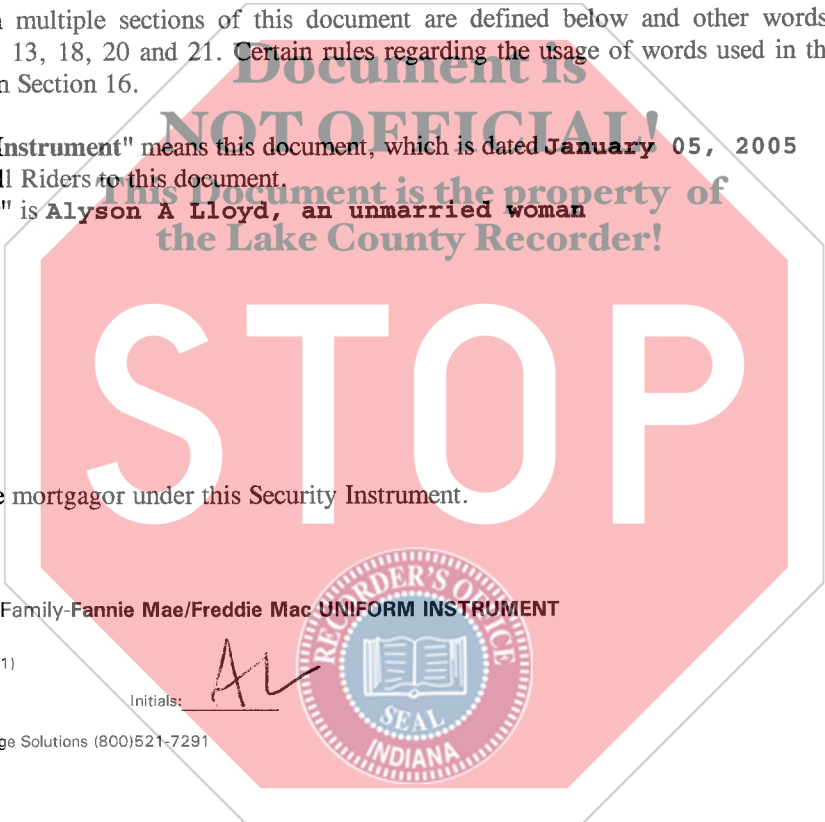 multiple sections of this document are defined below and other words
13, 18, 20 and 21. Certain rules regarding the usage of words used in th
n Section 16.
Document is
NOT OFFICIAL!
Instrument" means this document, which is dated January 05, 2005
ll Riders to this document.
This Document is the property of
" is Alyson A Lloyd, an unmarried woman
the Lake County Recorder!
STOP
e mortgagor under this Security Instrument.
Family-Fannie Mae/Freddie Mac UNIFORM INSTRUMENT
1)
Initials: AL
ge Solutions (800)521-7291
RECORDER'S OFFICE
SEAL
INDIANA